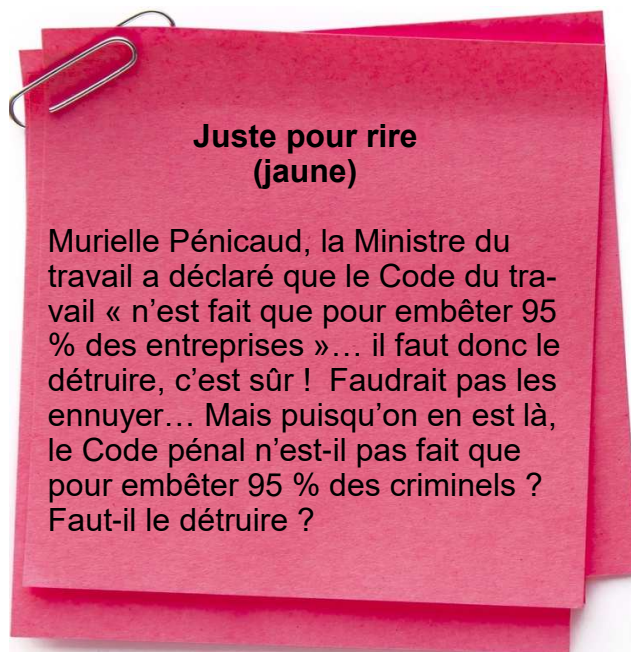 Juste pour rire
(jaune)
Murielle Pénicaud, la Ministre du
travail a déclaré que le Code du tra-
vail « n’est fait que pour embêter 95
% des entreprises »… il faut donc le
détruire, c’est sûr !  Faudrait pas les
ennuyer… Mais puisqu’on en est là,
le Code pénal n’est-il pas fait que
pour embêter 95 % des criminels ?
Faut-il le détruire ?